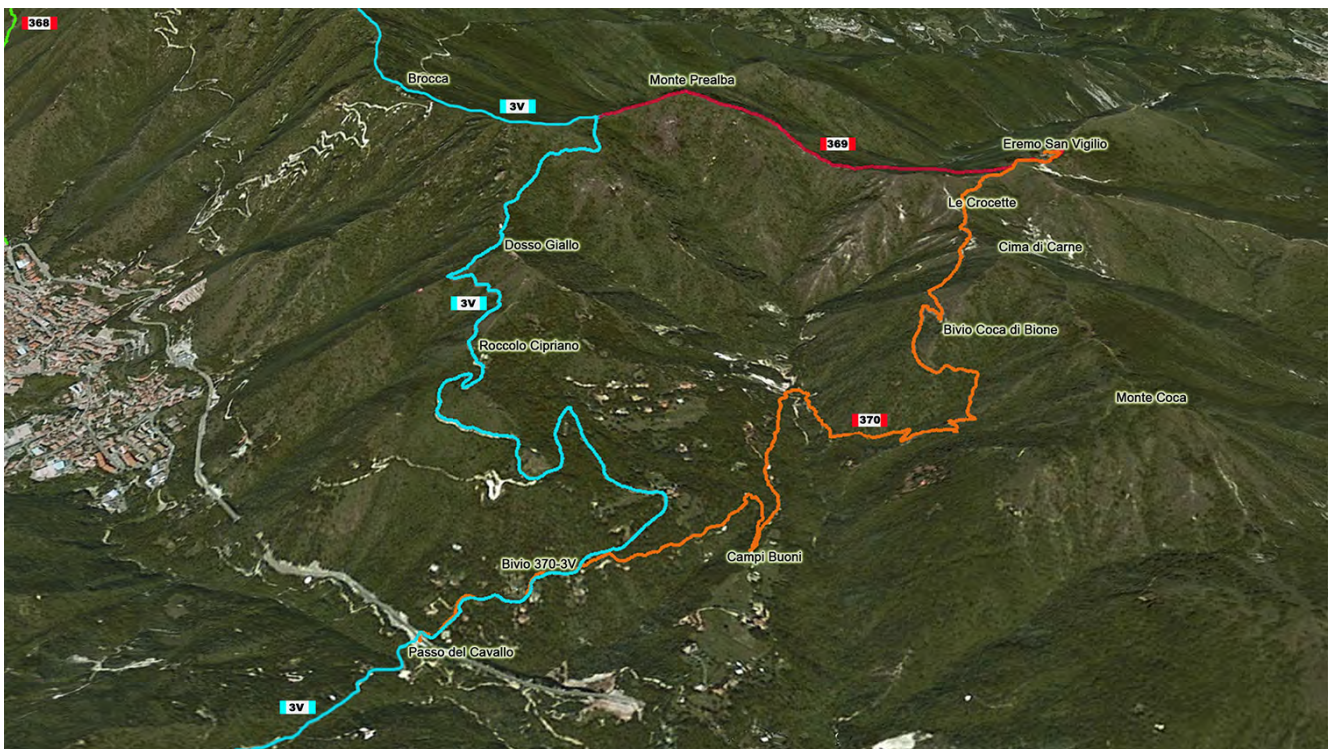 368
Brocca
Monte Prealba
3V
369
Eremo San Vigilio
Le Crocette
Dosso Giallo
Cima di Carne
3V
Bivio Coca di Bione
Roccolo Cipriano
Monte Coca
370
Campi Buoni
Bivio 370-3V
Passo del Cavallo
3V